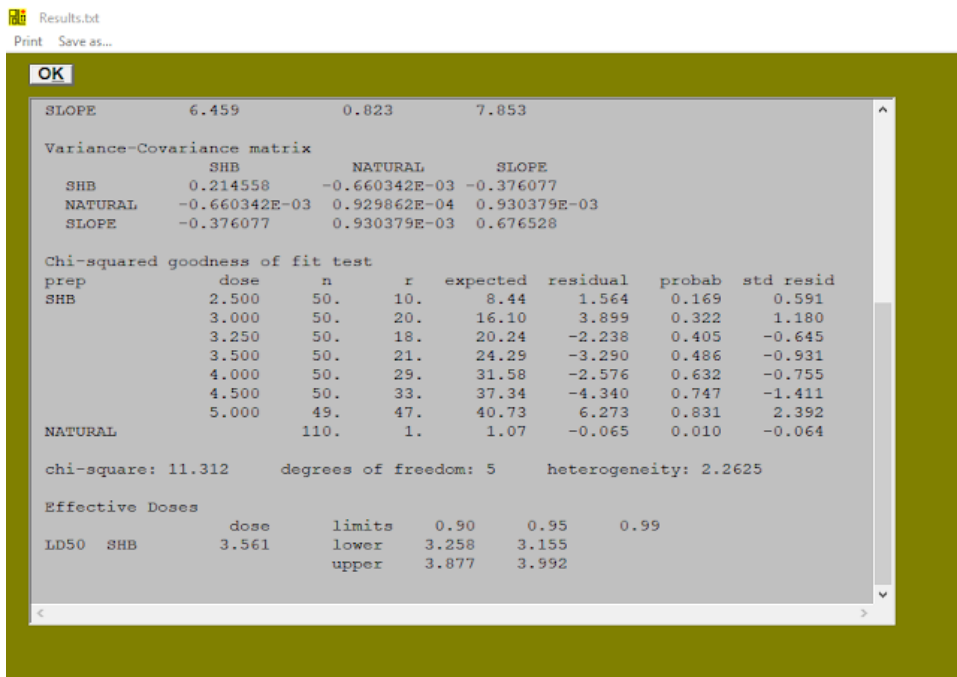 Results.txt
Print Save as...
OK
SLOPE 6.459 0.823 7.853
Variance-Covariance matrix
SHB NATURAL SLOPE
SHB 0.214558 -0.660342E-03 -0.376077
NATURAL -0.660342E-03 0.929862E-04 0.930379E-03
SLOPE -0.376077 0.930379E-03 0.676528
Chi-squared goodness of fit test
prep dose n r expected residual probab std resid
SHB 2.500 50. 10. 8.44 1.564 0.169 0.591
3.000 50. 20. 16.10 3.899 0.322 1.180
3.250 50. 18. 20.24 -2.238 0.405 -0.645
3.500 50. 21. 24.29 -3.290 0.486 -0.931
4.000 50. 29. 31.58 -2.576 0.632 -0.755
4.500 50. 33. 37.34 -4.340 0.747 -1.411
5.000 49. 47. 40.73 6.273 0.831 2.392
NATURAL 110. 1. 1.07 -0.065 0.010 -0.064
chi-square: 11.312 degrees of freedom: 5 heterogeneity: 2.2625
Effective Doses
dose limits 0.90 0.95 0.99
LD50 SHB 3.561 lower 3.258 3.155
upper 3.877 3.992